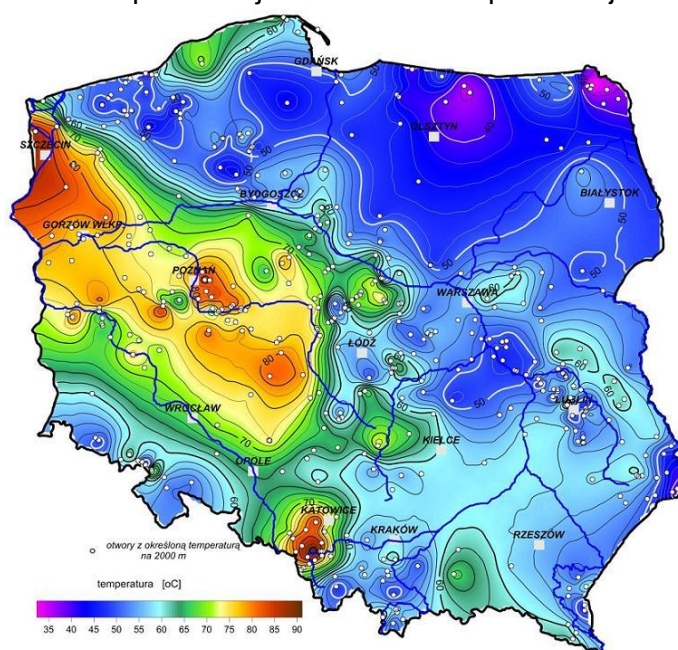 GDAŃSK
OLSZTYN
SZCZECIN
BIAŁYSTOK
BYDGOSZCZ
GORZÓW WLKP.
POZNAŃ
WARSZAWA
ŁÓDŹ
LUBLIN
WROCŁAW
KIELCE
OPOLE
KATOWICE
KRAKÓW
RZESZÓW
otwory z określoną temperaturą
na 2000 m
temperatura [oC]
35 40 45 50 55 60 65 70 75 80 85 90